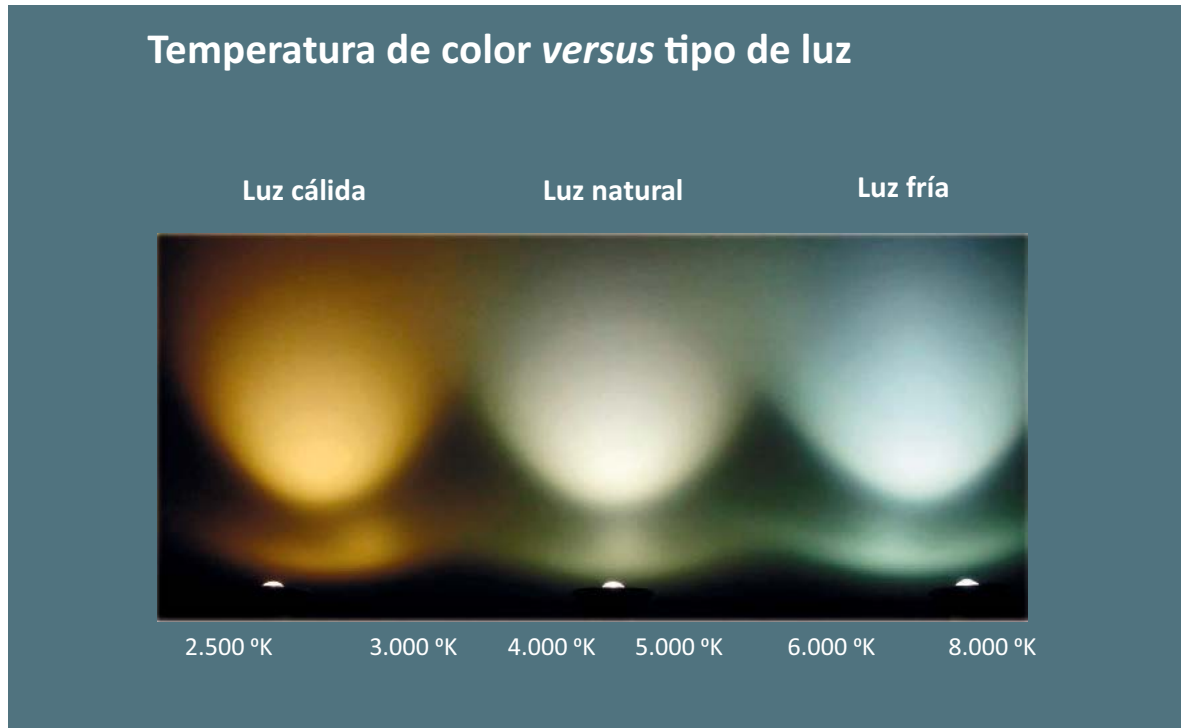 Temperatura de color versus tipo de luz
Luz cálida Luz natural Luz fría
2.500 ºK 3.000 ºK 4.000 ºK 5.000 ºK 6.000 ºK 8.000 ºK